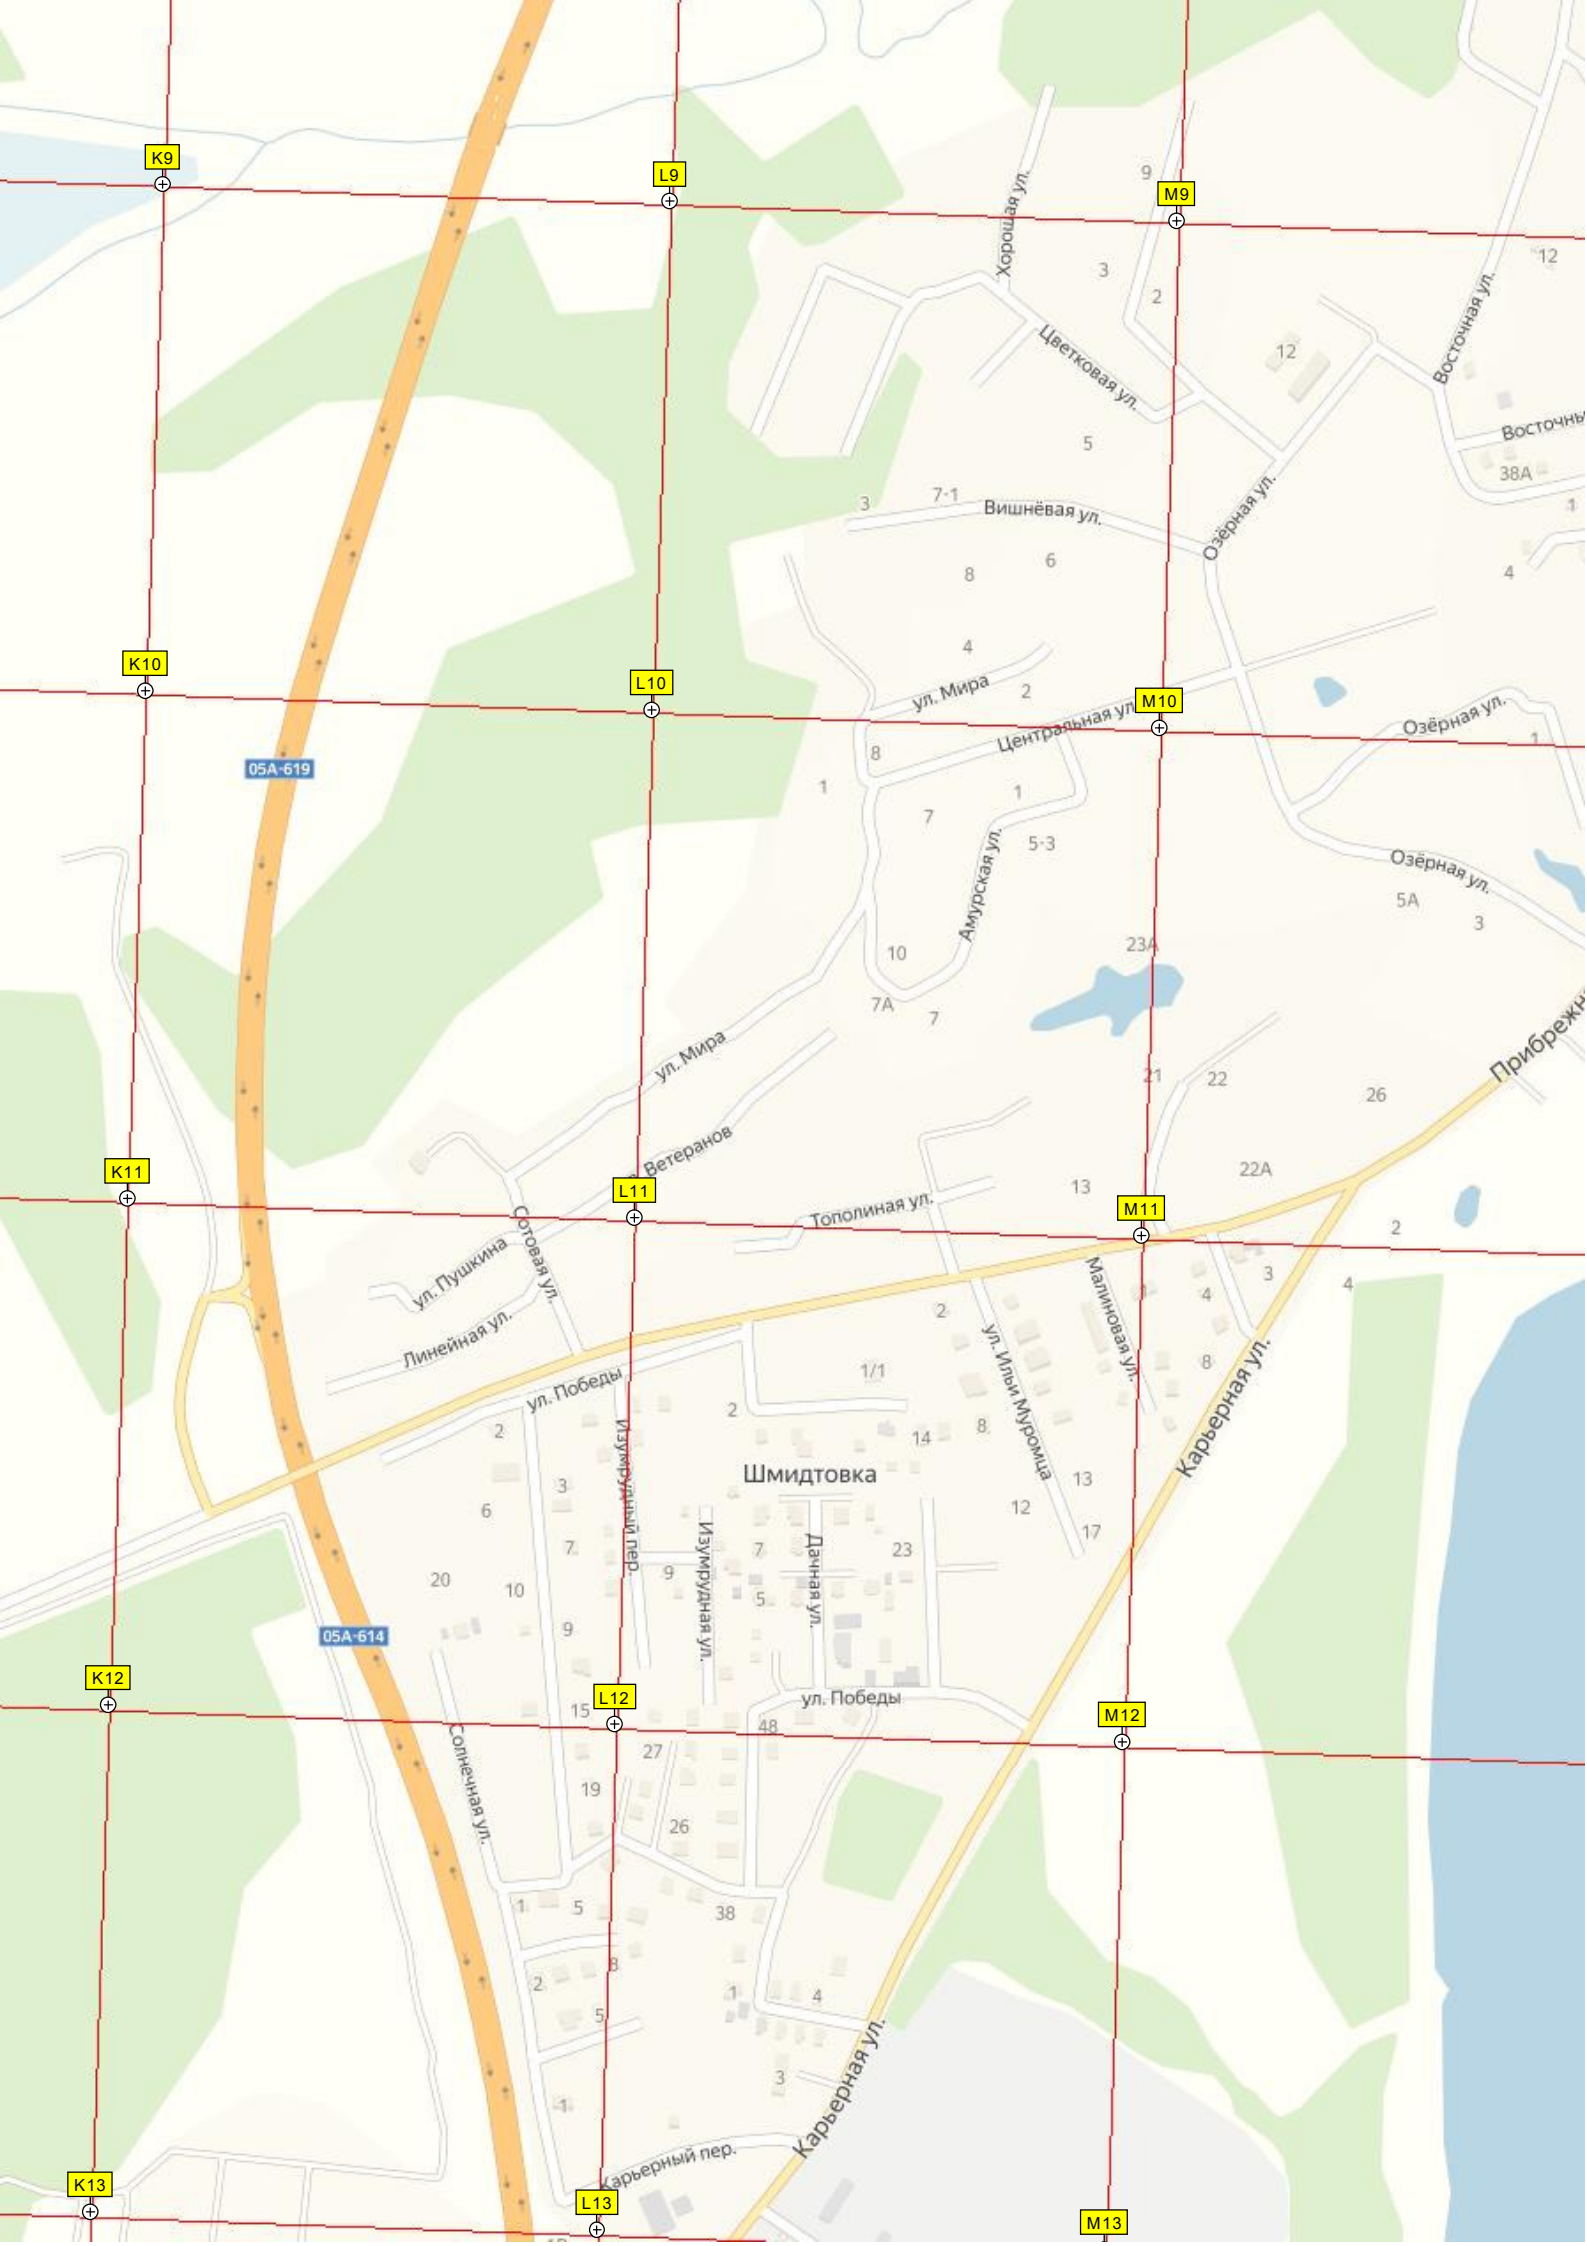 K9
L9
M9
9
Хорошая ул.
3
2
12
Цветковая ул.
12
Восточная ул.
5
38А
3
7-1
Вишнёвая ул.
1
Озёрная ул.
6
8
4
4
K10
L10
M10
ул. Мира
2
Центральная ул
Озёрная ул.
1
8
05А-619
1
1
7
5-3
Амурская ул.
Озёрная ул.
5А
3
23А
10
7А
7
ул. Мира
21
22
26
Ветеранов
K11
L11
M11
22А
13
Тополиная ул.
2
Сотовая ул.
ул. Пушкина
Малиновая ул.
3
4
4
1
2
Линейная ул.
ул. Ильи Муромца
8
Карьерная ул.
1/1
ул. Победы
2
2
8
14
Изумрудный пер.
Шмидтовка
13
3
12
6
17
7
Изумрудная ул.
7
Дачная ул.
23
9
20
10
5
9
05А-614
K12
L12
M12
15
ул. Победы
48
Солнечная ул.
27
19
26
1
5
38
8
2
1
4
5
Карьерная ул.
3
1
Карьерный пер.
K13
L13
M13